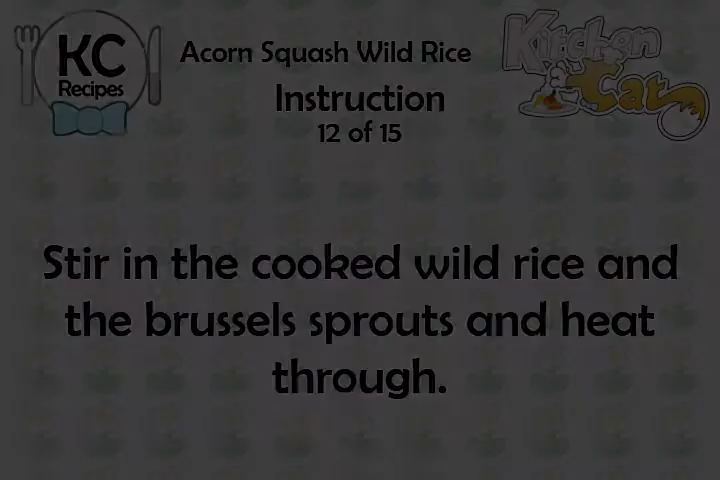 KC
Recipes
Acorn Squash Wild Rice
Instruction
12 of 15
Kitchen
Cat
Stir in the cooked wild rice and
the brussels sprouts and heat
through.